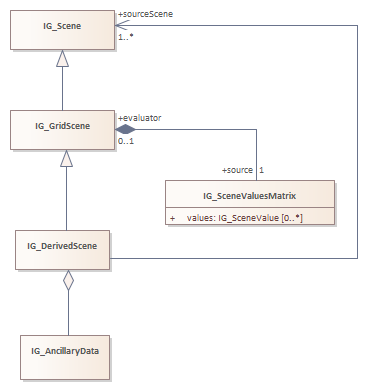 +sourceScene
IG_Scene
1..*
IG_GridScene
+evaluator
0..1
+source 1
IG_SceneValuesMatrix
+ values: IG_SceneValue [0..*]
IG_DerivedScene
IG_AncillaryData